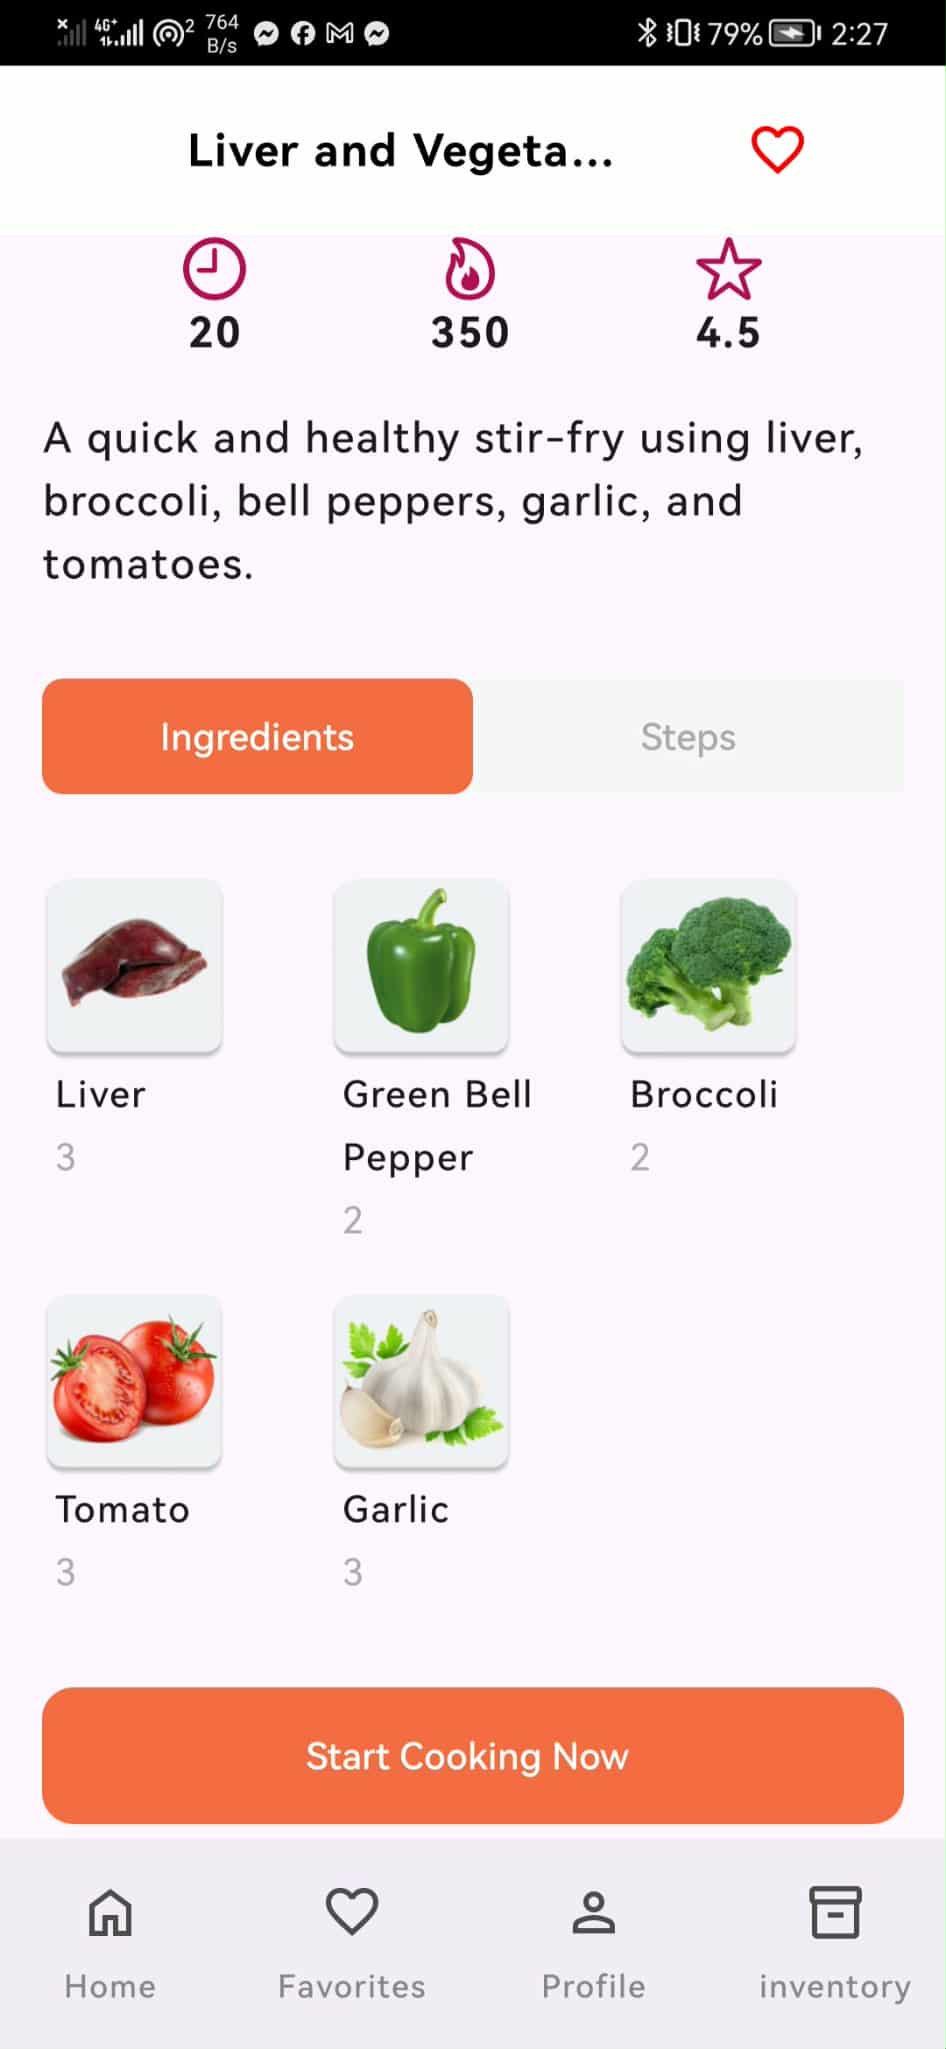 4G+ 2 764 B/s 79% 2:27
Liver and Vegeta...
20 350 4.5
A quick and healthy stir-fry using liver,
broccoli, bell peppers, garlic, and
tomatoes.
Ingredients Steps
Liver
3
Green Bell
Pepper
2
Broccoli
2
Tomato
3
Garlic
3
Start Cooking Now
Home Favorites Profile inventory